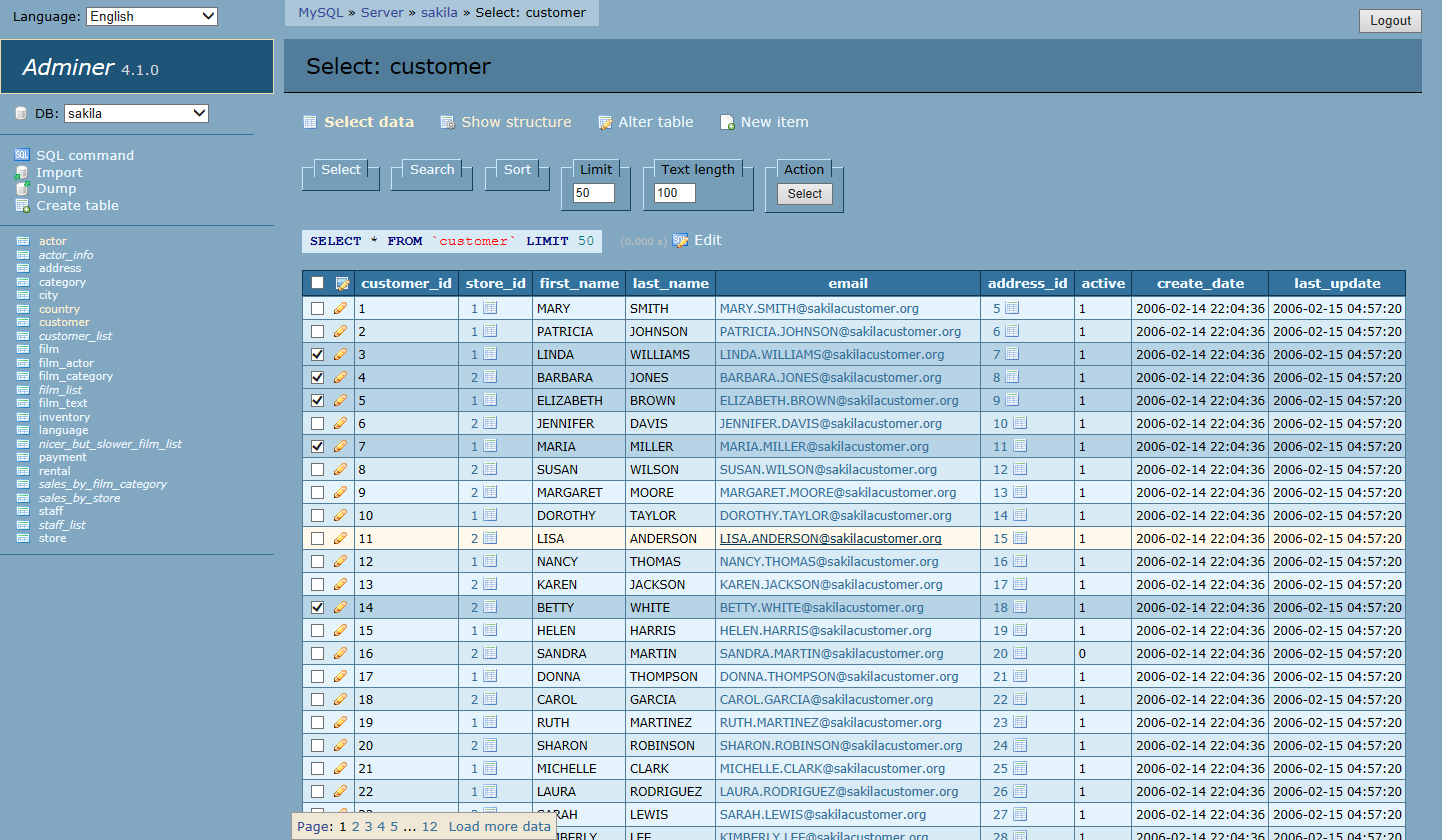 Language: English
MySQL » Server » sakila » Select: customer
Logout
Adminer 4.1.0
Select: customer
DB: sakila
Select data Show structure Alter table New item
SQL command
Import
Dump
Create table
Select Search Sort Limit Text length Action
50 100 Select
SELECT * FROM `customer` LIMIT 50 (0.000 s) Edit
actor
actor_info
address
category
city
country
customer
customer_list
film
film_actor
film_category
film_list
film_text
inventory
language
nicer_but_slower_film_list
payment
rental
sales_by_film_category
sales_by_store
staff
staff_list
store
customer_id store_id first_name last_name email address_id active create_date last_update
1 1 MARY SMITH MARY.SMITH@sakilacustomer.org 5 1 2006-02-14 22:04:36 2006-02-15 04:57:20
2 1 PATRICIA JOHNSON PATRICIA.JOHNSON@sakilacustomer.org 6 1 2006-02-14 22:04:36 2006-02-15 04:57:20
3 1 LINDA WILLIAMS LINDA.WILLIAMS@sakilacustomer.org 7 1 2006-02-14 22:04:36 2006-02-15 04:57:20
4 2 BARBARA JONES BARBARA.JONES@sakilacustomer.org 8 1 2006-02-14 22:04:36 2006-02-15 04:57:20
5 1 ELIZABETH BROWN ELIZABETH.BROWN@sakilacustomer.org 9 1 2006-02-14 22:04:36 2006-02-15 04:57:20
6 2 JENNIFER DAVIS JENNIFER.DAVIS@sakilacustomer.org 10 1 2006-02-14 22:04:36 2006-02-15 04:57:20
7 1 MARIA MILLER MARIA.MILLER@sakilacustomer.org 11 1 2006-02-14 22:04:36 2006-02-15 04:57:20
8 2 SUSAN WILSON SUSAN.WILSON@sakilacustomer.org 12 1 2006-02-14 22:04:36 2006-02-15 04:57:20
9 2 MARGARET MOORE MARGARET.MOORE@sakilacustomer.org 13 1 2006-02-14 22:04:36 2006-02-15 04:57:20
10 1 DOROTHY TAYLOR DOROTHY.TAYLOR@sakilacustomer.org 14 1 2006-02-14 22:04:36 2006-02-15 04:57:20
11 2 LISA ANDERSON LISA.ANDERSON@sakilacustomer.org 15 1 2006-02-14 22:04:36 2006-02-15 04:57:20
12 1 NANCY THOMAS NANCY.THOMAS@sakilacustomer.org 16 1 2006-02-14 22:04:36 2006-02-15 04:57:20
13 2 KAREN JACKSON KAREN.JACKSON@sakilacustomer.org 17 1 2006-02-14 22:04:36 2006-02-15 04:57:20
14 2 BETTY WHITE BETTY.WHITE@sakilacustomer.org 18 1 2006-02-14 22:04:36 2006-02-15 04:57:20
15 1 HELEN HARRIS HELEN.HARRIS@sakilacustomer.org 19 1 2006-02-14 22:04:36 2006-02-15 04:57:20
16 2 SANDRA MARTIN SANDRA.MARTIN@sakilacustomer.org 20 0 2006-02-14 22:04:36 2006-02-15 04:57:20
17 1 DONNA THOMPSON DONNA.THOMPSON@sakilacustomer.org 21 1 2006-02-14 22:04:36 2006-02-15 04:57:20
18 2 CAROL GARCIA CAROL.GARCIA@sakilacustomer.org 22 1 2006-02-14 22:04:36 2006-02-15 04:57:20
19 1 RUTH MARTINEZ RUTH.MARTINEZ@sakilacustomer.org 23 1 2006-02-14 22:04:36 2006-02-15 04:57:20
20 2 SHARON ROBINSON SHARON.ROBINSON@sakilacustomer.org 24 1 2006-02-14 22:04:36 2006-02-15 04:57:20
21 1 MICHELLE CLARK MICHELLE.CLARK@sakilacustomer.org 25 1 2006-02-14 22:04:36 2006-02-15 04:57:20
22 1 LAURA RODRIGUEZ LAURA.RODRIGUEZ@sakilacustomer.org 26 1 2006-02-14 22:04:36 2006-02-15 04:57:20
LEWIS SARAH.LEWIS@sakilacustomer.org 27 1 2006-02-14 22:04:36 2006-02-15 04:57:20
LEE KIMBERLY.LEE@sakilacustomer.org 28 1 2006-02-14 22:04:36 2006-02-15 04:57:20
Page: 1 2 3 4 5 ... 12 Load more data